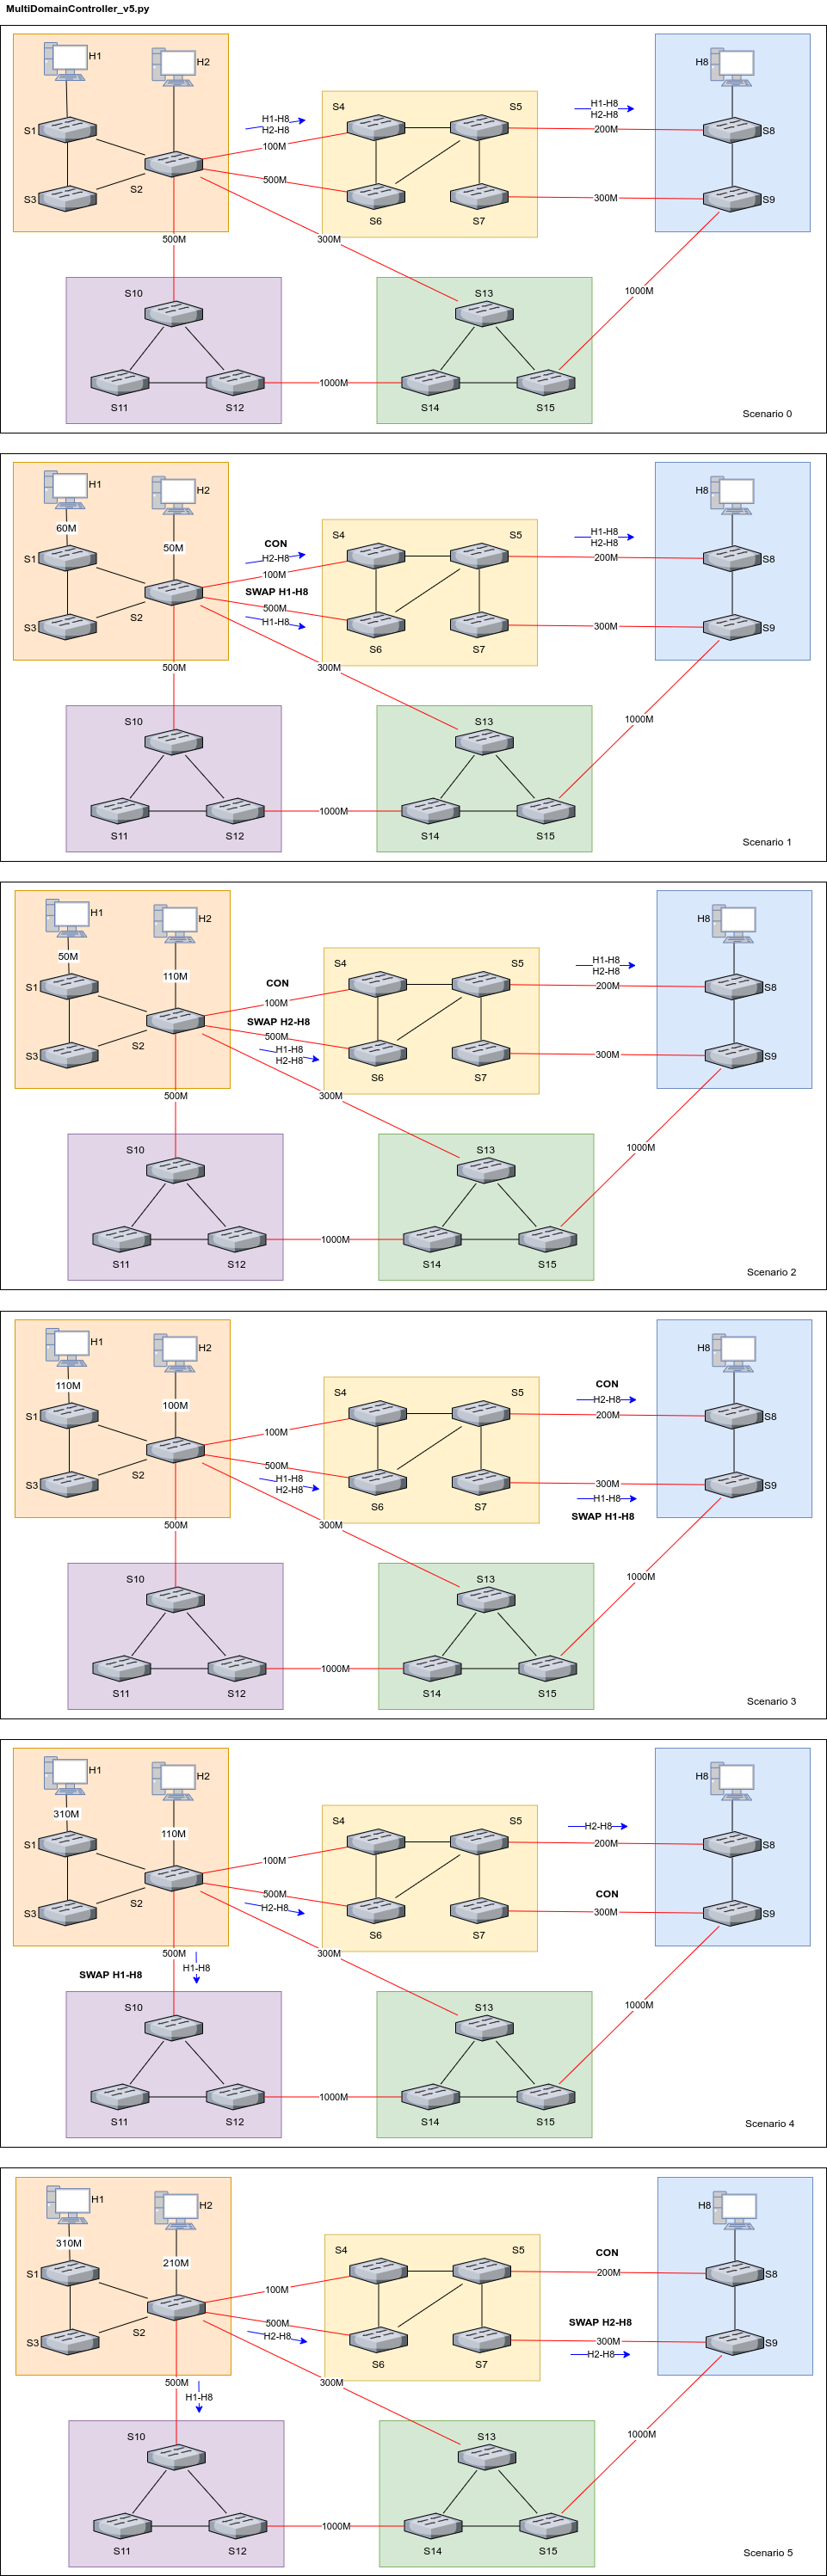 MultiDomainController_v5.py
H1
H2
H8
S4
S5
H1-H8
H2-H8
H1-H8
H2-H8
S1
S8
200M
100M
500M
S2
S3
S6
S7
300M
S9
500M
300M
S10
S13
1000M
S11
S12
1000M
S14
S15
Scenario 0
H1
H2
H8
60M
50M
S4
S5
CON
H2-H8
H1-H8
H2-H8
S1
S8
200M
100M
SWAP H1-H8
500M
H1-H8
S2
S3
S6
S7
300M
S9
500M
300M
S10
S13
1000M
S11
S12
1000M
S14
S15
Scenario 1
H1
H2
H8
50M
110M
S4
S5
CON
H1-H8
H2-H8
S1
S8
200M
100M
SWAP H2-H8
500M
H1-H8
H2-H8
S2
S3
S6
S7
300M
S9
500M
300M
S10
S13
1000M
S11
S12
1000M
S14
S15
Scenario 2
H1
H2
H8
110M
100M
S4
S5
CON
H2-H8
S1
S8
200M
100M
500M
H1-H8
H2-H8
S2
S3
S6
S7
300M
H1-H8
SWAP H1-H8
S9
500M
300M
S10
S13
1000M
S11
S12
1000M
S14
S15
Scenario 3
H1
H2
H8
310M
110M
S4
S5
H2-H8
S1
S8
200M
100M
500M
H2-H8
CON
S2
S3
S6
S7
300M
S9
500M
H1-H8
SWAP H1-H8
300M
S10
S13
1000M
S11
S12
1000M
S14
S15
Scenario 4
H1
H2
H8
310M
210M
S4
S5
CON
S1
S8
200M
100M
500M
H2-H8
SWAP H2-H8
S2
S3
S6
S7
300M
H2-H8
S9
500M
H1-H8
300M
S10
S13
1000M
S11
S12
1000M
S14
S15
Scenario 5